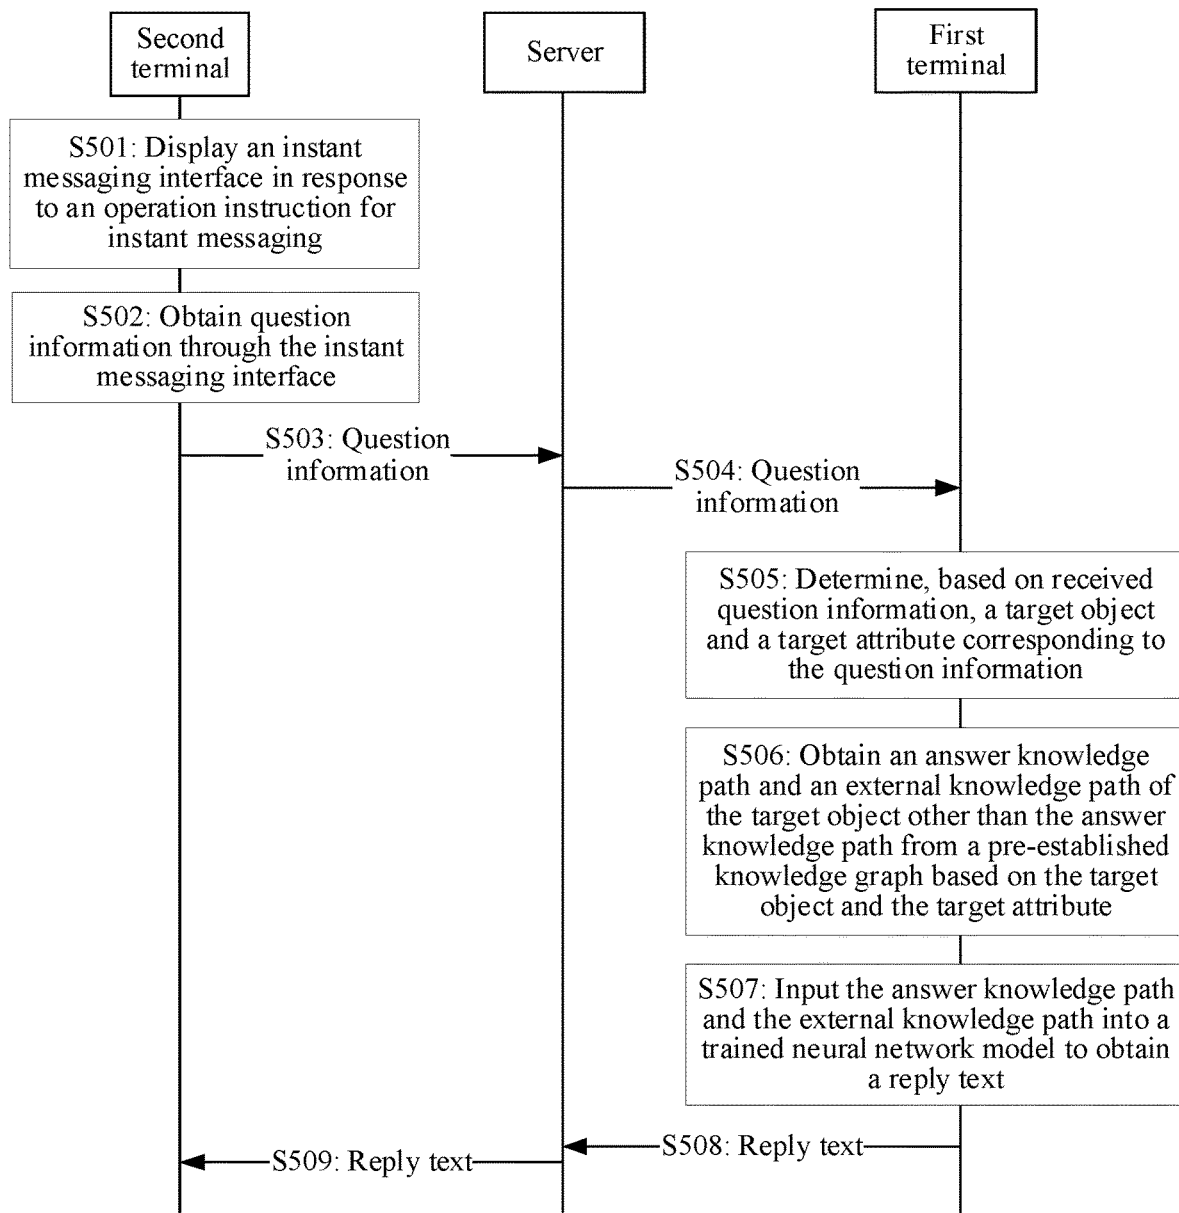 Second
terminal
Server
First
terminal
S501: Display an instant
messaging interface in response
to an operation instruction for
instant messaging
S502: Obtain question
information through the instant
messaging interface
S503: Question
information
S504: Question
information
S505: Determine, based on received
question information, a target object
and a target attribute corresponding to
the question information
S506: Obtain an answer knowledge
path and an external knowledge path of
the target object other than the answer
knowledge path from a pre-established
knowledge graph based on the target
object and the target attribute
S507: Input the answer knowledge path
and the external knowledge path into a
trained neural network model to obtain
a reply text
S508: Reply text
S509: Reply text